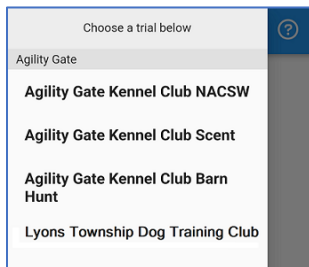 Choose a trial below
Agility Gate
Agility Gate Kennel Club NACSW
Agility Gate Kennel Club Scent
Agility Gate Kennel Club Barn
Hunt
Lyons Township Dog Training Club
?